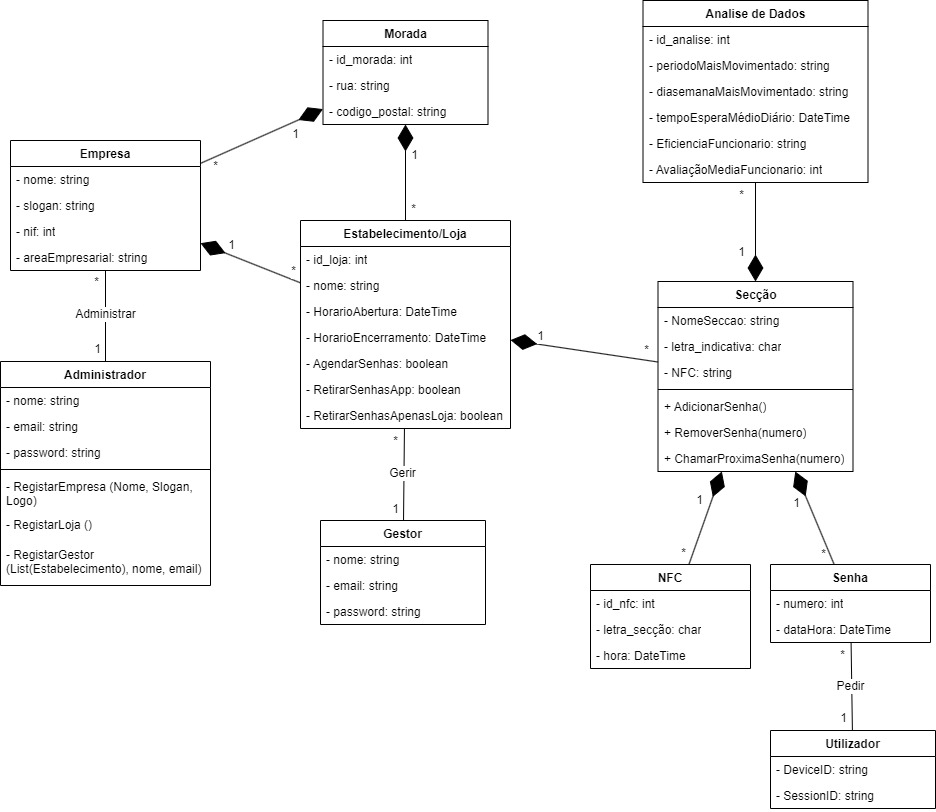 Morada
- id_morada: int
- rua: string
- codigo_postal: string
Analise de Dados
- id_analise: int
- periodoMaisMovimentado: string
- diasemanaMaisMovimentado: string
- tempoEsperaMédioDiário: DateTime
- EficienciaFuncionario: string
- AvaliaçãoMediaFuncionario: int
1
*
1
*
*
1
Empresa
- nome: string
- slogan: string
- nif: int
- areaEmpresarial: string
1
*
*
Administrar
1
Estabelecimento/Loja
- id_loja: int
- nome: string
- HorarioAbertura: DateTime
- HorarioEncerramento: DateTime
- AgendarSenhas: boolean
- RetirarSenhasApp: boolean
- RetirarSenhasApenasLoja: boolean
1
*
Secção
- NomeSeccao: string
- letra_indicativa: char
- NFC: string
+ AdicionarSenha()
+ RemoverSenha(numero)
+ ChamarProximaSenha(numero)
Administrador
- nome: string
- email: string
- password: string
- RegistarEmpresa (Nome, Slogan,
Logo)
- RegistarLoja ()
- RegistarGestor
(List(Estabelecimento), nome, email)
*
Gerir
1
Gestor
- nome: string
- email: string
- password: string
1
*
1
*
NFC
- id_nfc: int
- letra_secção: char
- hora: DateTime
Senha
- numero: int
- dataHora: DateTime
*
Pedir
1
Utilizador
- DeviceID: string
- SessionID: string